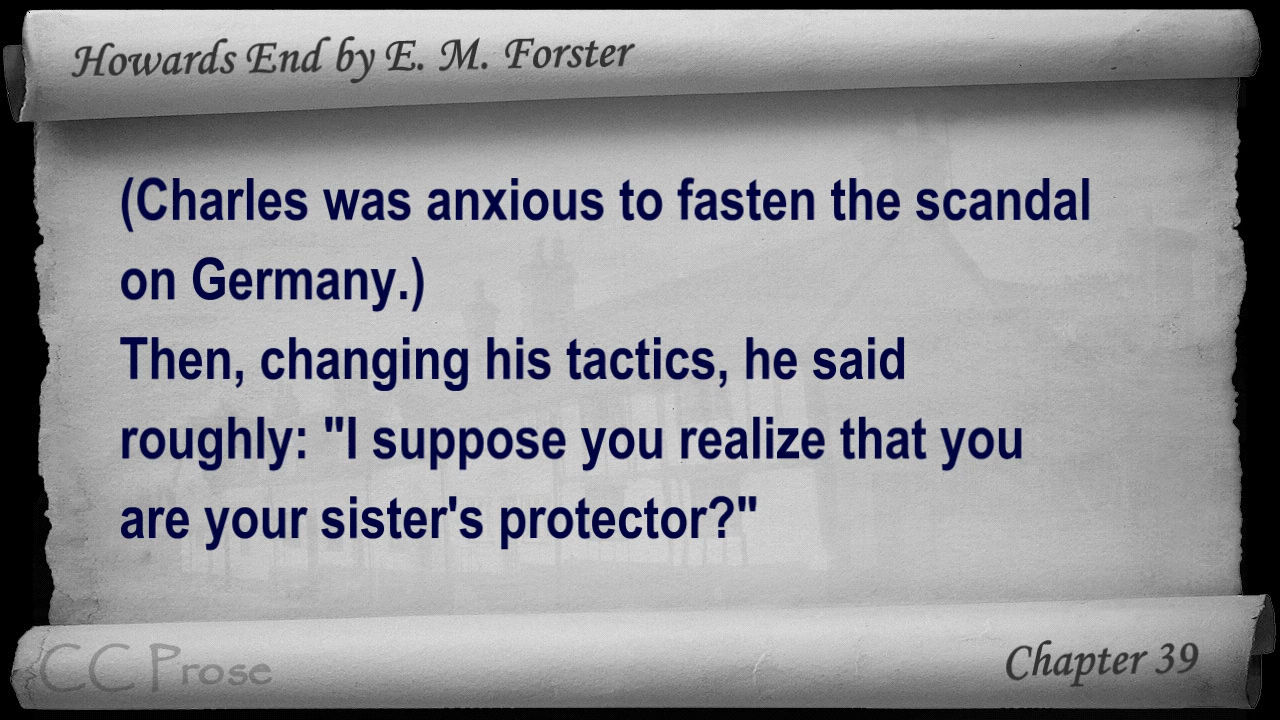 Howards End by E. M. Forster
(Charles was anxious to fasten the scandal
on Germany.)
Then, changing his tactics, he said
roughly: "I suppose you realize that you
are your sister's protector?"
CC Prose
Chapter 39